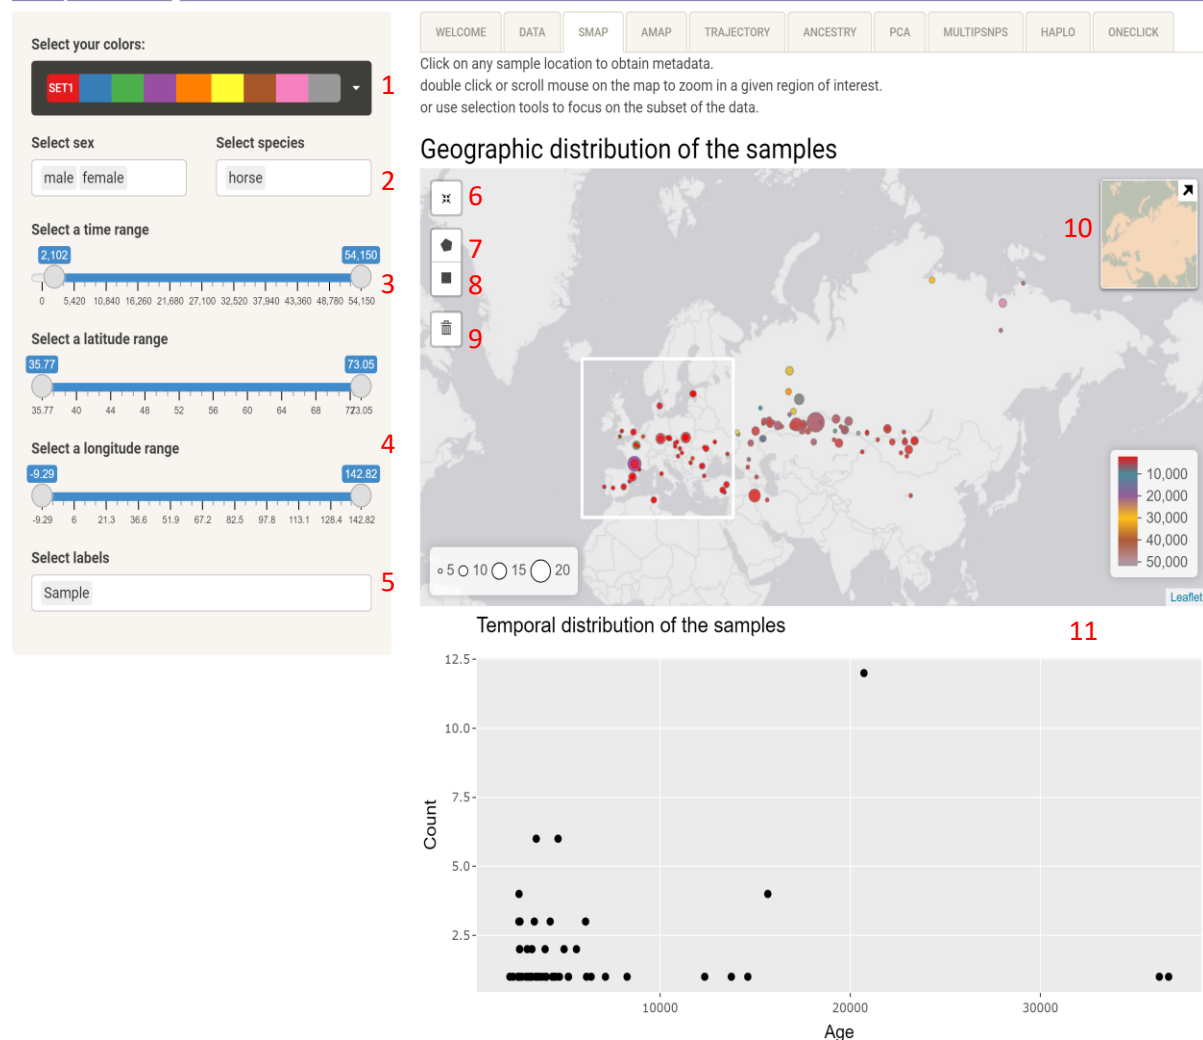 Select your colors:
SET1
1
Select sex
Select species
male female
horse
2
Select a time range
2,102
54,150
3
0 5,420 10,840 16,260 21,680 27,100 32,520 37,940 43,360 48,780 54,150
Select a latitude range
35.77
73.05
35.77 40 44 48 52 56 60 64 68 72 73.05
Select a longitude range
4
-9.29
142.82
-9.29 6 21.3 36.6 51.9 67.2 82.5 97.8 113.1 128.4 142.82
Select labels
Sample
5
WELCOME DATA SMAP AMAP TRAJECTORY ANCESTRY PCA MULTIPSNPS HAPLO ONECLICK
Click on any sample location to obtain metadata.
double click or scroll mouse on the map to zoom in a given region of interest.
or use selection tools to focus on the subset of the data.
Geographic distribution of the samples
6
7
8
9
10
10,000
20,000
30,000
40,000
50,000
5 10 15 20
Leaflet
Temporal distribution of the samples
11
12.5
10.0
7.5
5.0
2.5
Count
10000 20000 30000
Age